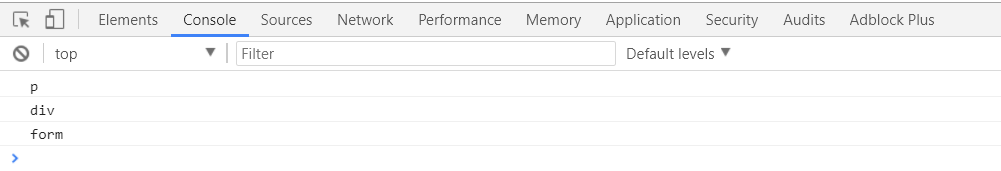 Elements Console Sources Network Performance Memory Application Security Audits Adblock Plus
top Filter Default levels
p
div
form